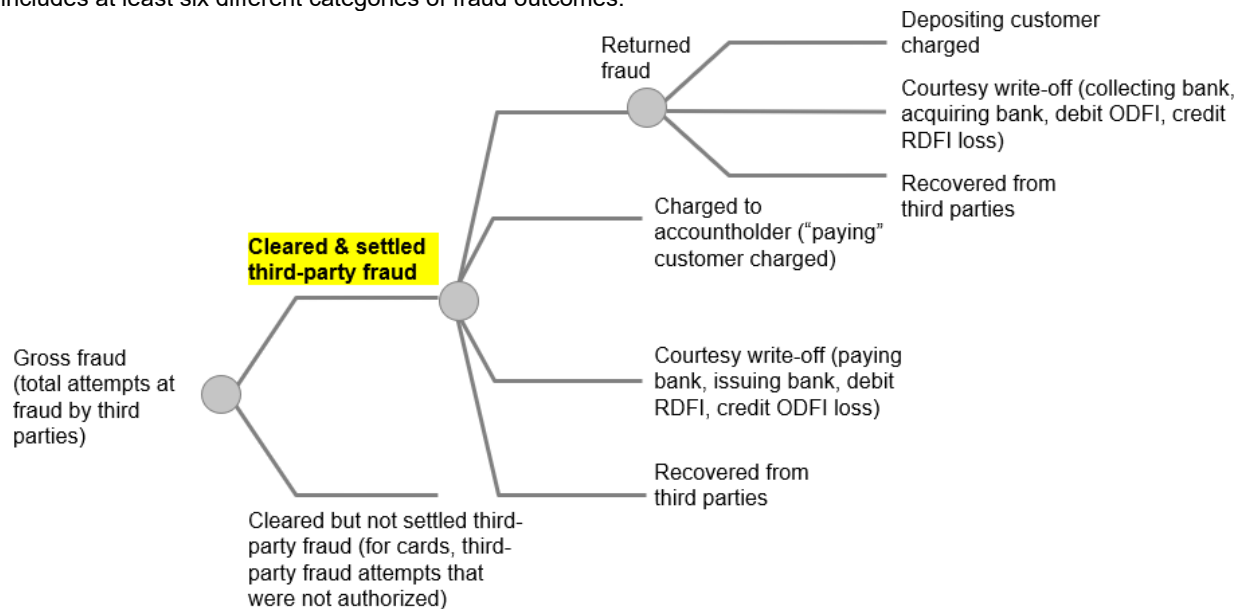 includes at least six different categories of fraud outcomes.
Depositing customer
charged
Returned
fraud
Courtesy write-off (collecting bank,
acquiring bank, debit ODFI, credit
RDFI loss)
Recovered from
third parties
Charged to
accountholder (“paying”
customer charged)
Cleared & settled
third-party fraud
Gross fraud
(total attempts at
fraud by third
parties)
Courtesy write-off (paying
bank, issuing bank, debit
RDFI, credit ODFI loss)
Recovered from
third parties
Cleared but not settled third-
party fraud (for cards, third-
party fraud attempts that
were not authorized)